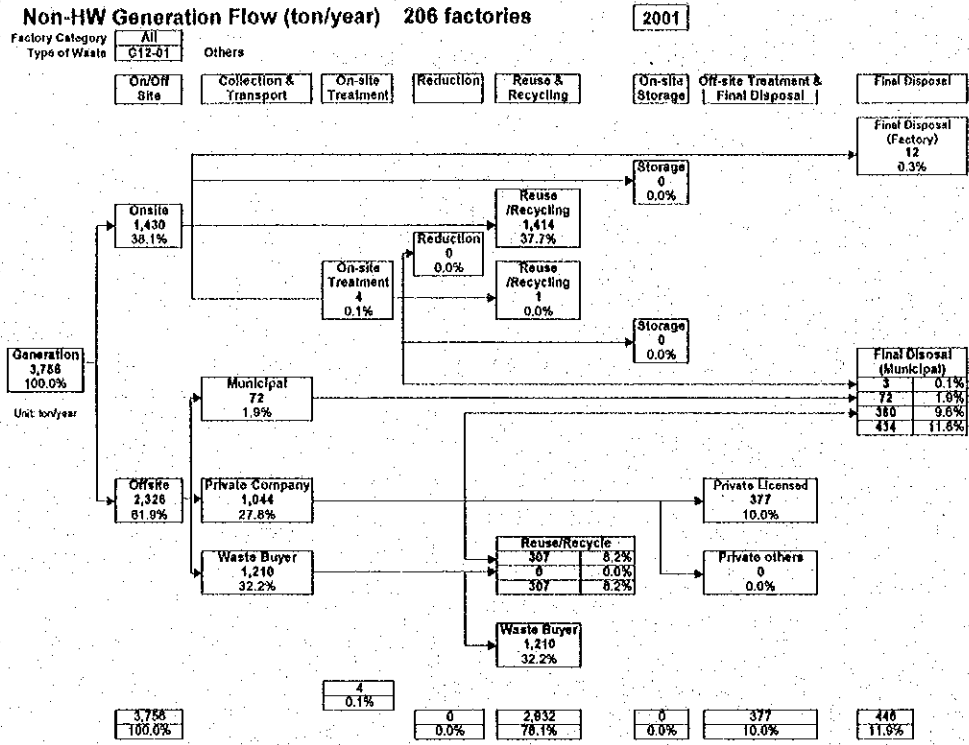 Non-HW Generation Flow (ton/year) 206 factories 2001
Factory Category All
Type of Waste G12-01 Others
On/Off Site
Collection & Transport
On-site Treatment
Reduction
Reuse & Recycling
On-site Storage
Off-site Treatment & Final Disposal
Final Disposal
Final Disposal
(Factory)
12
0.3%
Storage
0
0.0%
Onsite
1,430
38.1%
Reuse
/Recycling
1,414
37.7%
Reduction
0
0.0%
On-site
Treatment
4
0.1%
Reuse
/Recycling
1
0.0%
Storage
0
0.0%
Generation
3,756
100.0%
Unit: ton/year
Final Disosal
(Municipal)
3 0.1%
72 1.9%
360 9.6%
434 11.6%
Municipal
72
1.9%
Offsite
2,326
61.9%
Private Company
1,044
27.8%
Private Licensed
377
10.0%
Waste Buyer
1,210
32.2%
Reuse/Recycle
307 8.2%
0 0.0%
307 8.2%
Private others
0
0.0%
Waste Buyer
1,210
32.2%
4
0.1%
3,756 0 2,932 0 377 446
100.0% 0.0% 78.1% 0.0% 10.0% 11.9%